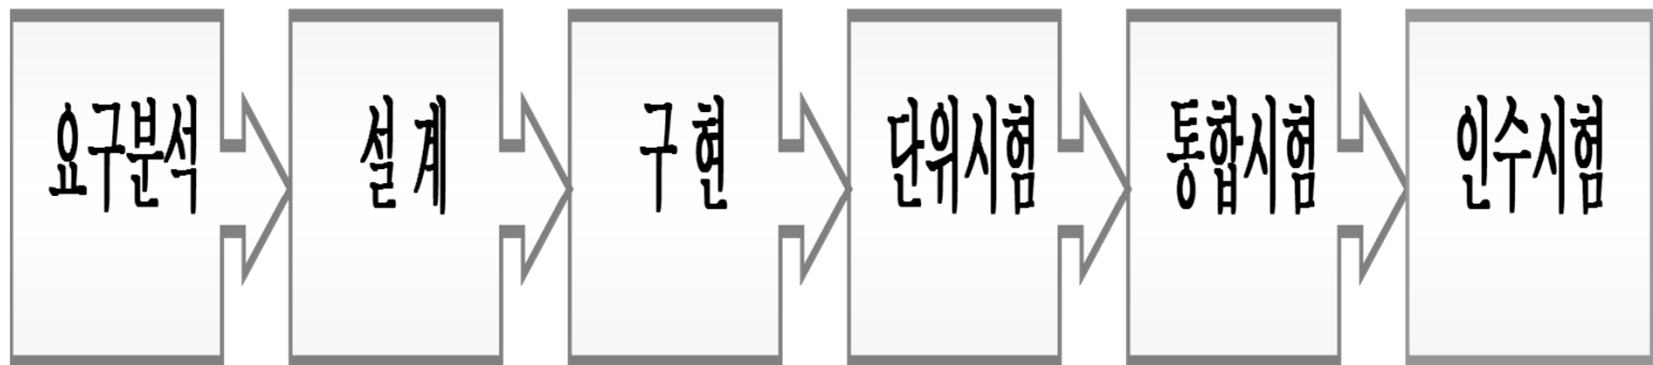 요구분석
설 계
구 현
단위시험
통합시험
인수시험